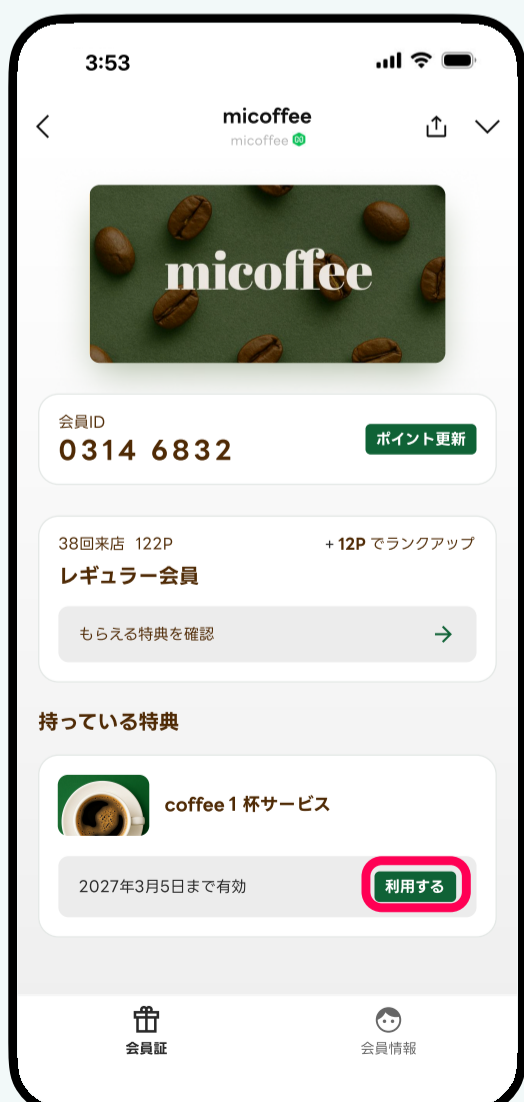 3:53
micoffee
micoffee
micoffee
会員ID
0314 6832
ポイント更新
38回来店 122P
+ 12P でランクアップ
レギュラー会員
もらえる特典を確認
持っている特典
coffee 1 杯サービス
2027年3月5日まで有効
利用する
会員証
会員情報